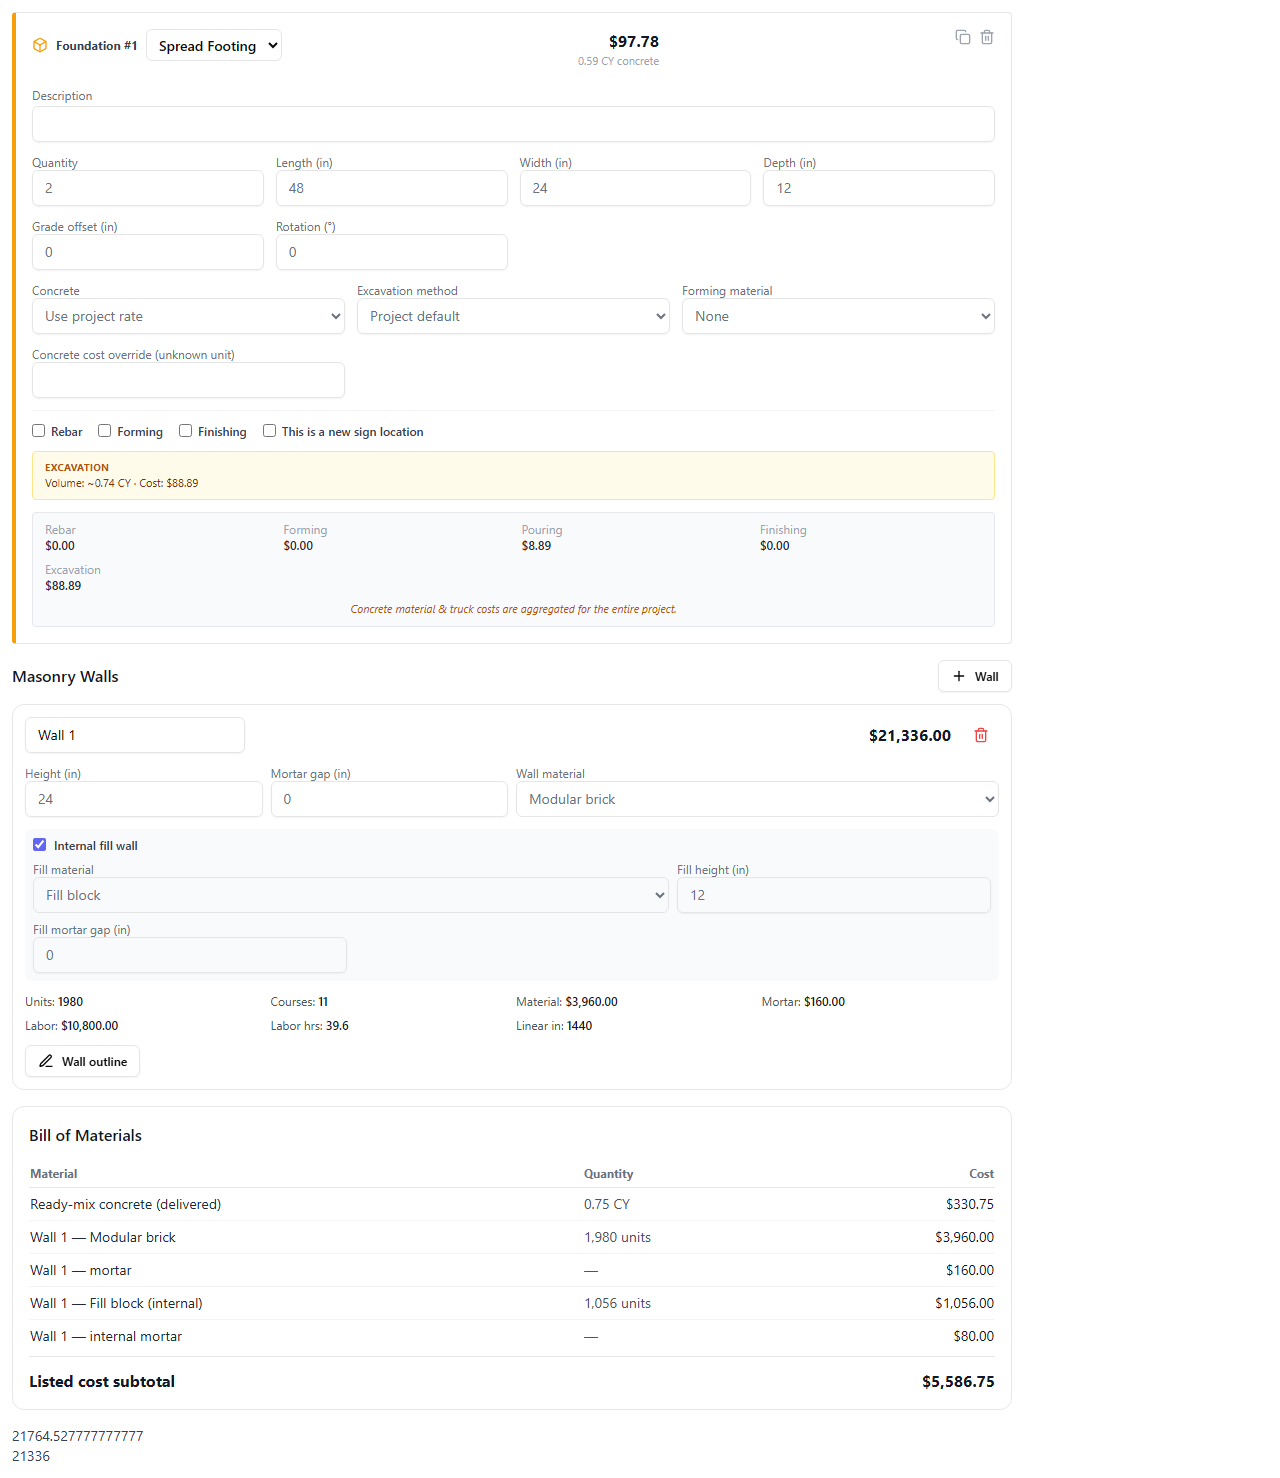 Foundation #1 Spread Footing $97.78
0.59 CY concrete
Description
Quantity Length (in) Width (in) Depth (in)
2 48 24 12
Grade offset (in) Rotation (°)
0 0
Concrete Excavation method Forming material
Use project rate Project default None
Concrete cost override (unknown unit)
Rebar Forming Finishing This is a new sign location
EXCAVATION
Volume: ~0.74 CY · Cost: $88.89
Rebar Forming Pouring Finishing
$0.00 $0.00 $8.89 $0.00
Excavation
$88.89
Concrete material & truck costs are aggregated for the entire project.
Masonry Walls + Wall
Wall 1 $21,336.00
Height (in) Mortar gap (in) Wall material
24 0 Modular brick
Internal fill wall
Fill material Fill height (in)
Fill block 12
Fill mortar gap (in)
0
Units: 1980 Courses: 11 Material: $3,960.00 Mortar: $160.00
Labor: $10,800.00 Labor hrs: 39.6 Linear in: 1440
Wall outline
Bill of Materials
Material Quantity Cost
Ready-mix concrete (delivered) 0.75 CY $330.75
Wall 1 — Modular brick 1,980 units $3,960.00
Wall 1 — mortar — $160.00
Wall 1 — Fill block (internal) 1,056 units $1,056.00
Wall 1 — internal mortar — $80.00
Listed cost subtotal $5,586.75
21764.527777777777
21336